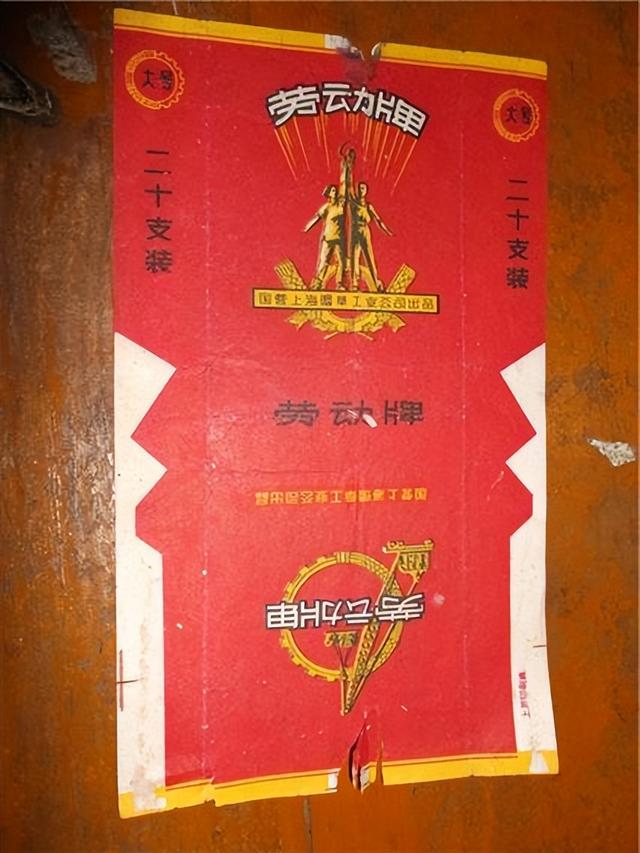 大号
劳动牌
大号
二十支装
二十支装
国营上海烟草工业公司出品
劳动牌
国营上海烟草工业公司出品
劳动牌